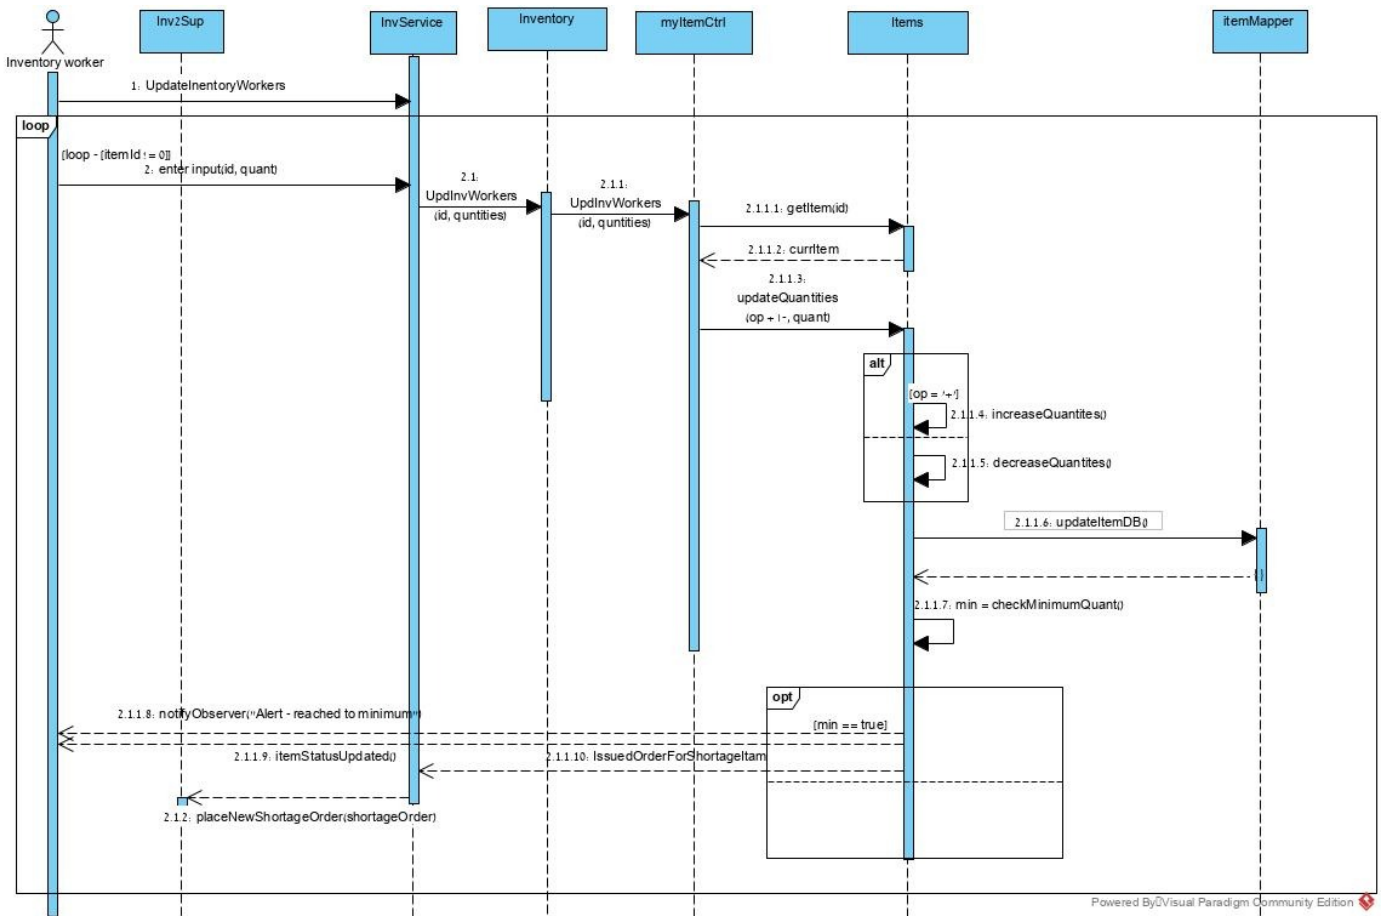 Inv2Sup
InvService
Inventory
myItemCtrl
Items
itemMapper
Inventory worker
1: UpdateInentoryWorkers
loop
[loop - [itemId != 0]]
2: enter input(id, quant)
2.1:
UpdInvWorkers
(id, quntities)
2.1.1:
UpdInvWorkers
(id, quntities)
2.1.1.1: getItem(id)
2.1.1.2: currItem
2.1.1.3:
updateQuantities
(op + | -, quant)
alt
[op = '+']
2.1.1.4: increaseQuantites()
2.1.1.5: decreaseQuantites()
2.1.1.6: updateItemDB()
2.1.1.7: min = checkMinimumQuant()
opt
2.1.1.8: notifyObserver("Alert - reached to minimum")
[min == true]
2.1.1.9: itemStatusUpdated()
2.1.1.10: IssuedOrderForShortageItam
2.1.2: placeNewShortageOrder(shortageOrder)
Powered By Visual Paradigm Community Edition